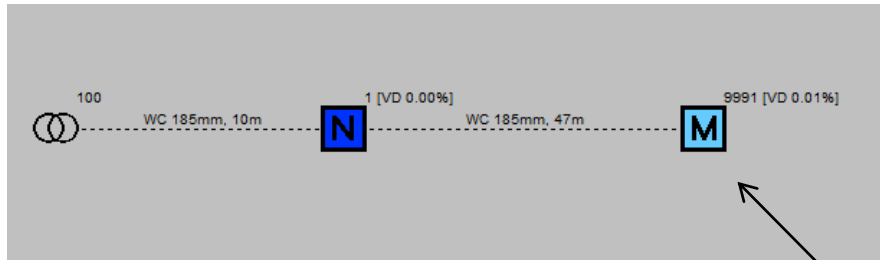 100
1 [VD 0.00%]
9991 [VD 0.01%]
WC 185mm, 10m
WC 185mm, 47m
N
M